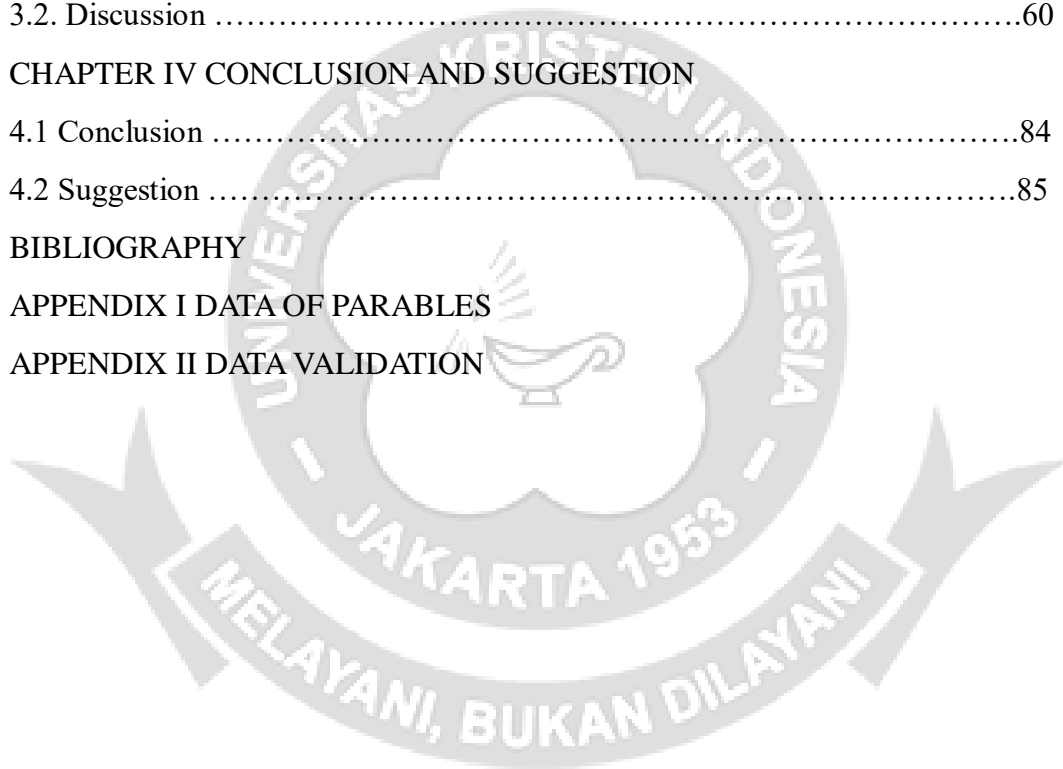 3.2. Discussion …………………………………………………………………….60
CHAPTER IV CONCLUSION AND SUGGESTION
4.1 Conclusion …………………………………………………………………….84
4.2 Suggestion …………………………………………………………………….85
BIBLIOGRAPHY
APPENDIX I DATA OF PARABLES
APPENDIX II DATA VALIDATION
UNIVERSITAS KRISTEN INDONESIA
JAKARTA 1953
MELAYANI, BUKAN DILAYANI